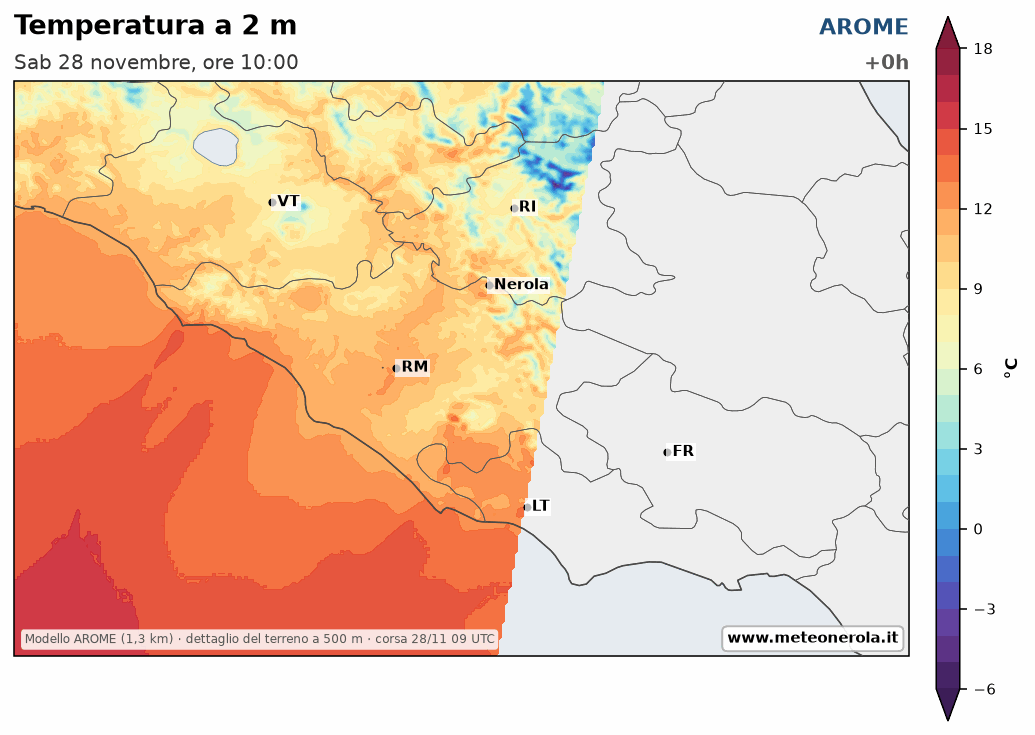 Temperatura a 2 m
AROME
Sab 28 novembre, ore 10:00
+0h
VT
RI
Nerola
RM
FR
LT
Modello AROME (1,3 km) · dettaglio del terreno a 500 m · corsa 28/11 09 UTC
www.meteonerola.it
18
15
12
9
6
3
0
−3
−6
°C